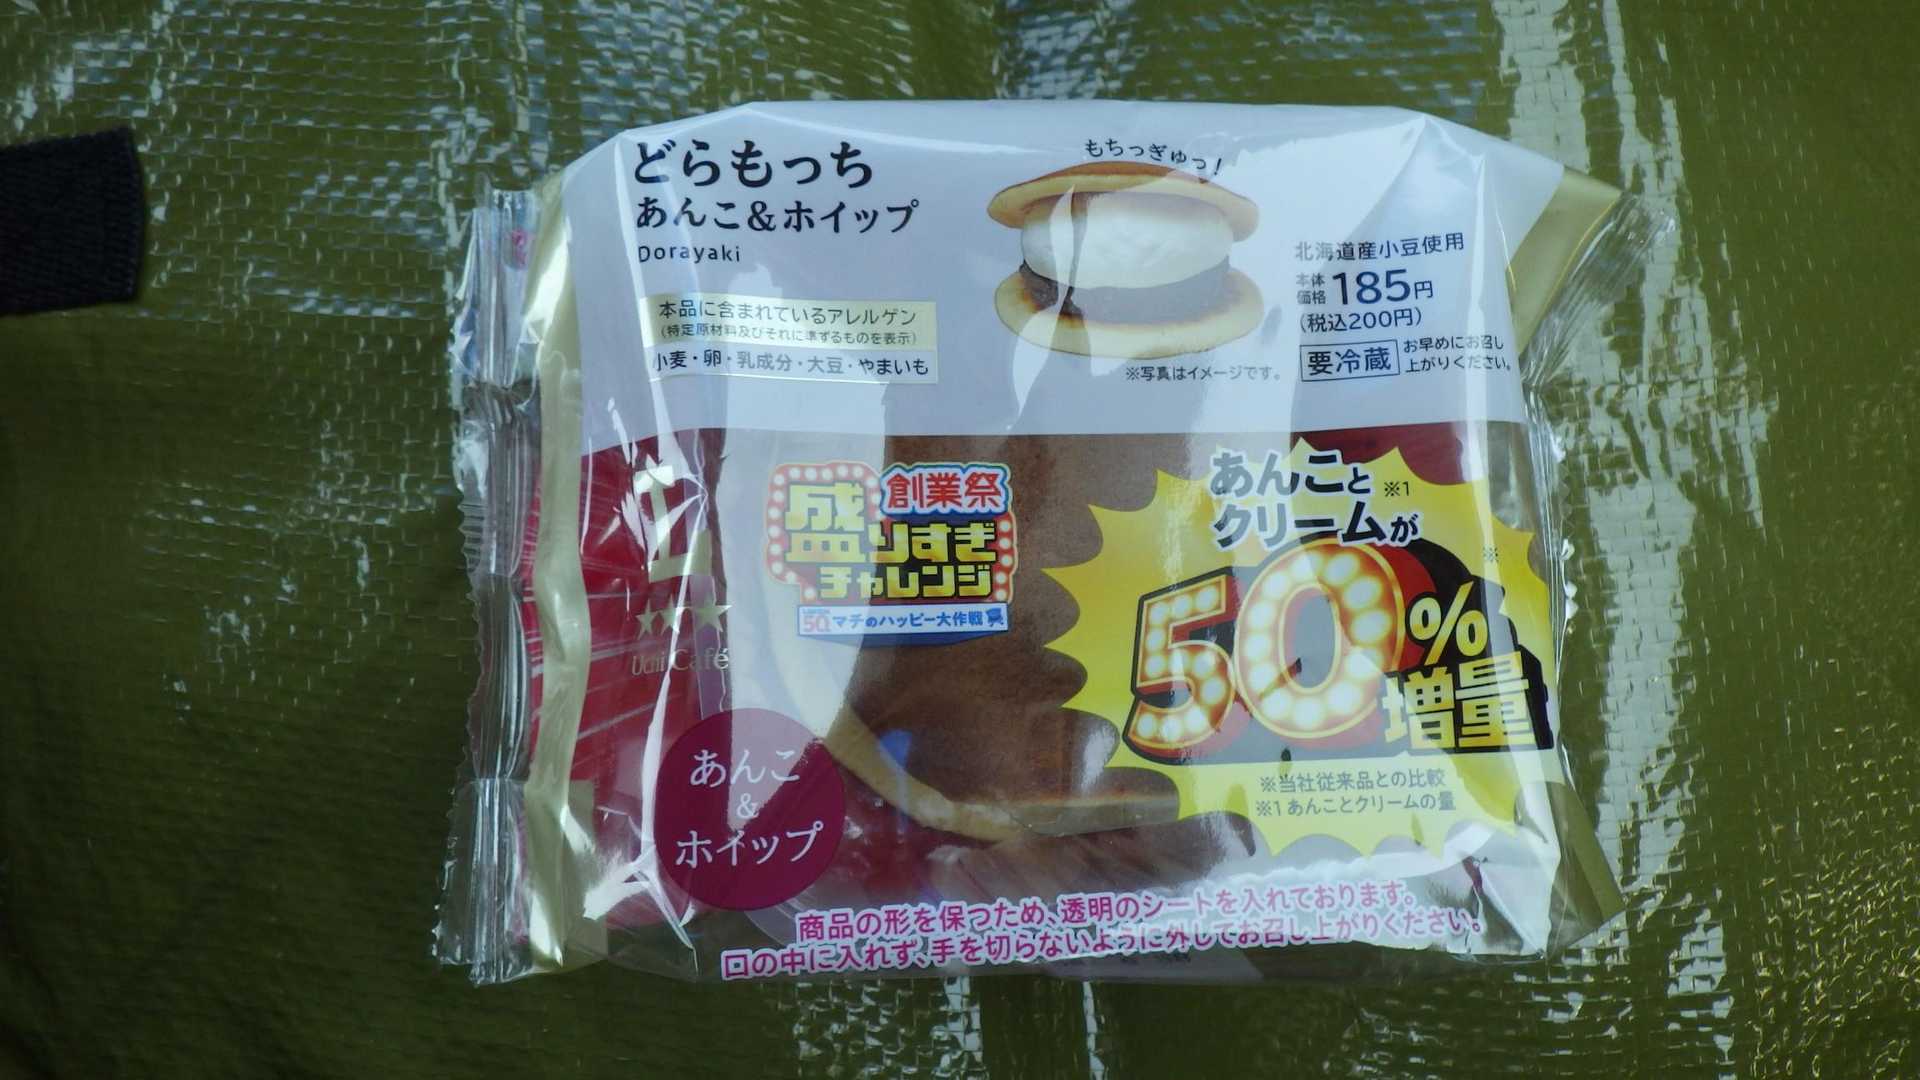 どらもっち
あんこ&ホイップ
Dorayaki
もちっぎゅっ!
本品に含まれているアレルゲン
(特定原材料及びそれに準ずるものを表示)
小麦・卵・乳成分・大豆・やまいも
※写真はイメージです。
北海道産小豆使用
本体価格 185円
(税込200円)
要冷蔵 お早めにお召し上がりください。
創業祭
盛りすぎ
チャレンジ
LAWSON 50th マチのハッピー大作戦
Uchi Café
あんこと※1
クリームが
50%※
増量
※当社従来品との比較
※1 あんことクリームの量
あんこ
&
ホイップ
商品の形を保つため、透明のシートを入れております。
口の中に入れず、手を切らないように外してお召し上がりください。